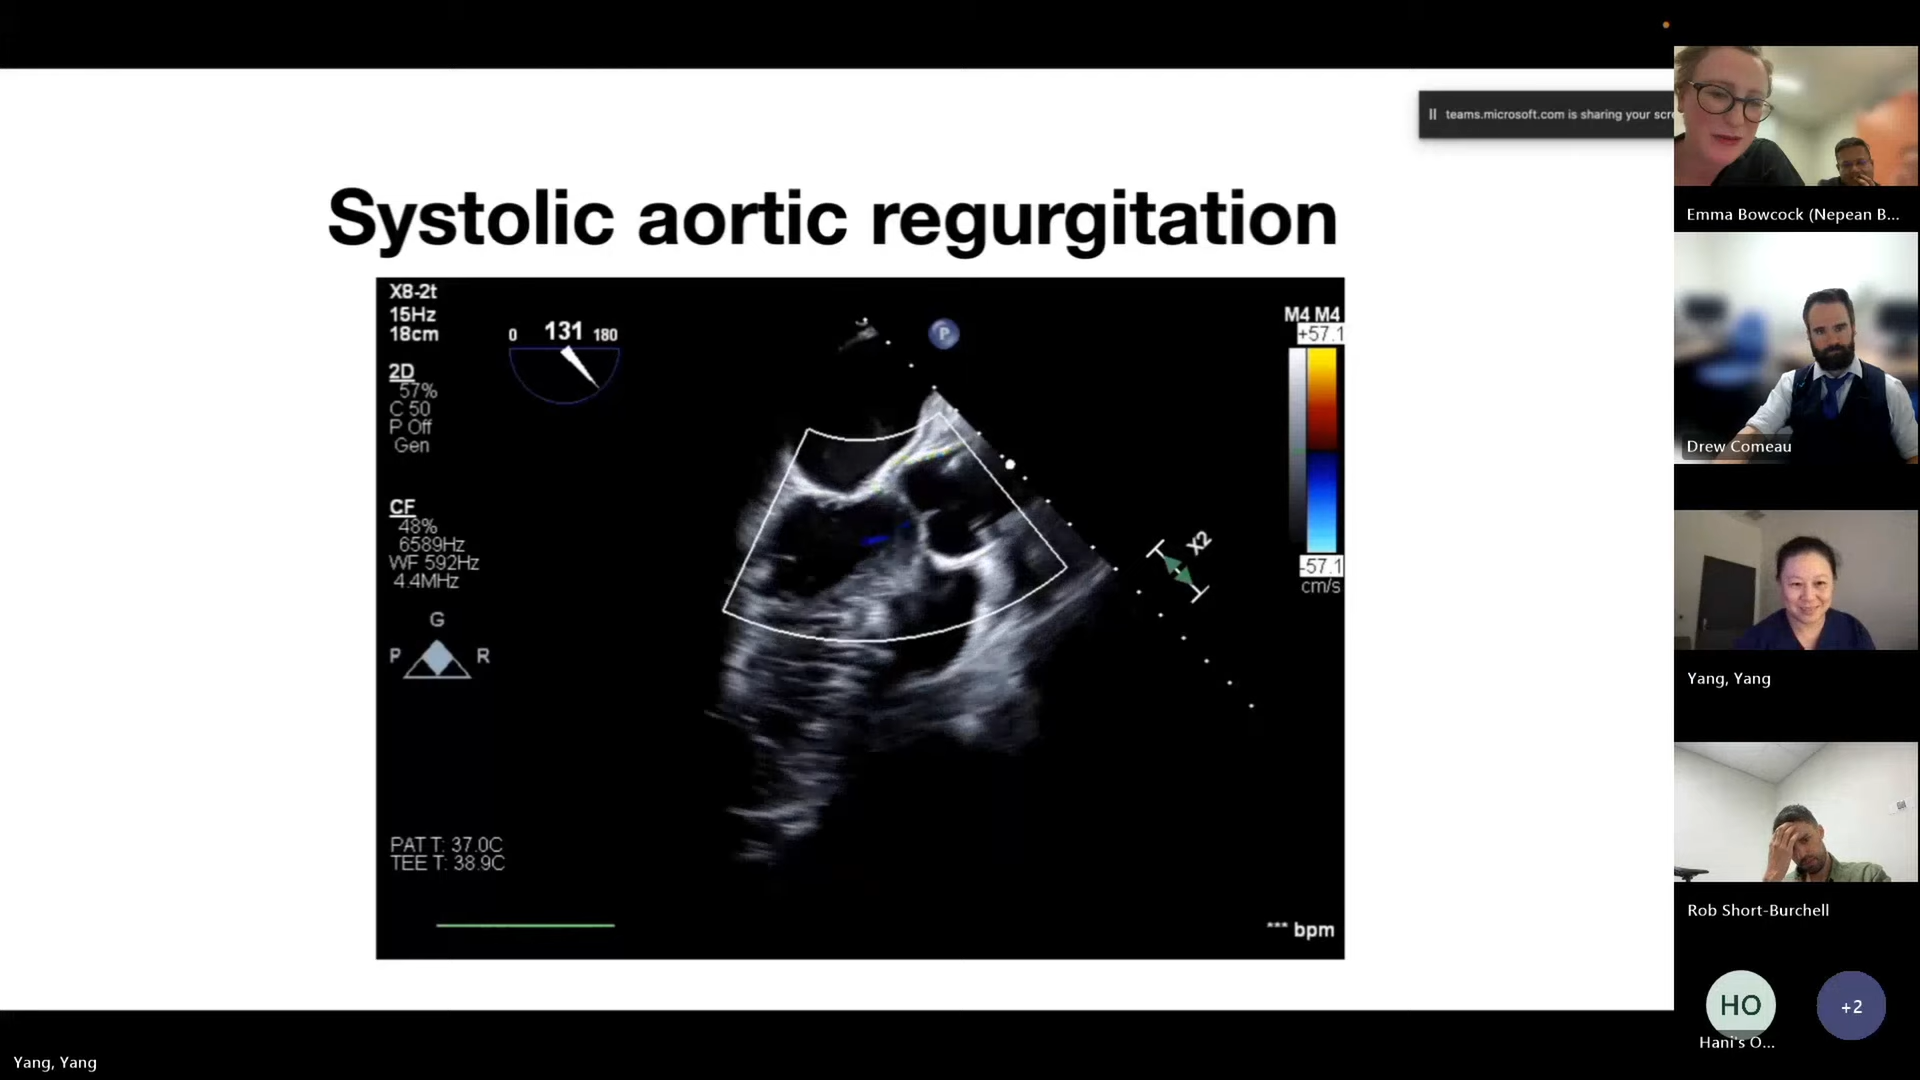 teams.microsoft.com is sharing your scre
Systolic aortic regurgitation
X8-2t
15Hz
18cm
0 131 180
P
M4 M4
+57.1
2D
57%
C 50
P Off
Gen
CF
48%
6589Hz
WF 592Hz
4.4MHz
X2
-57.1
cm/s
G
P R
PAT T: 37.0C
TEE T: 38.9C
*** bpm
Emma Bowcock (Nepean B...
Drew Comeau
Yang, Yang
Rob Short-Burchell
HO
+2
Hani's O...
Yang, Yang